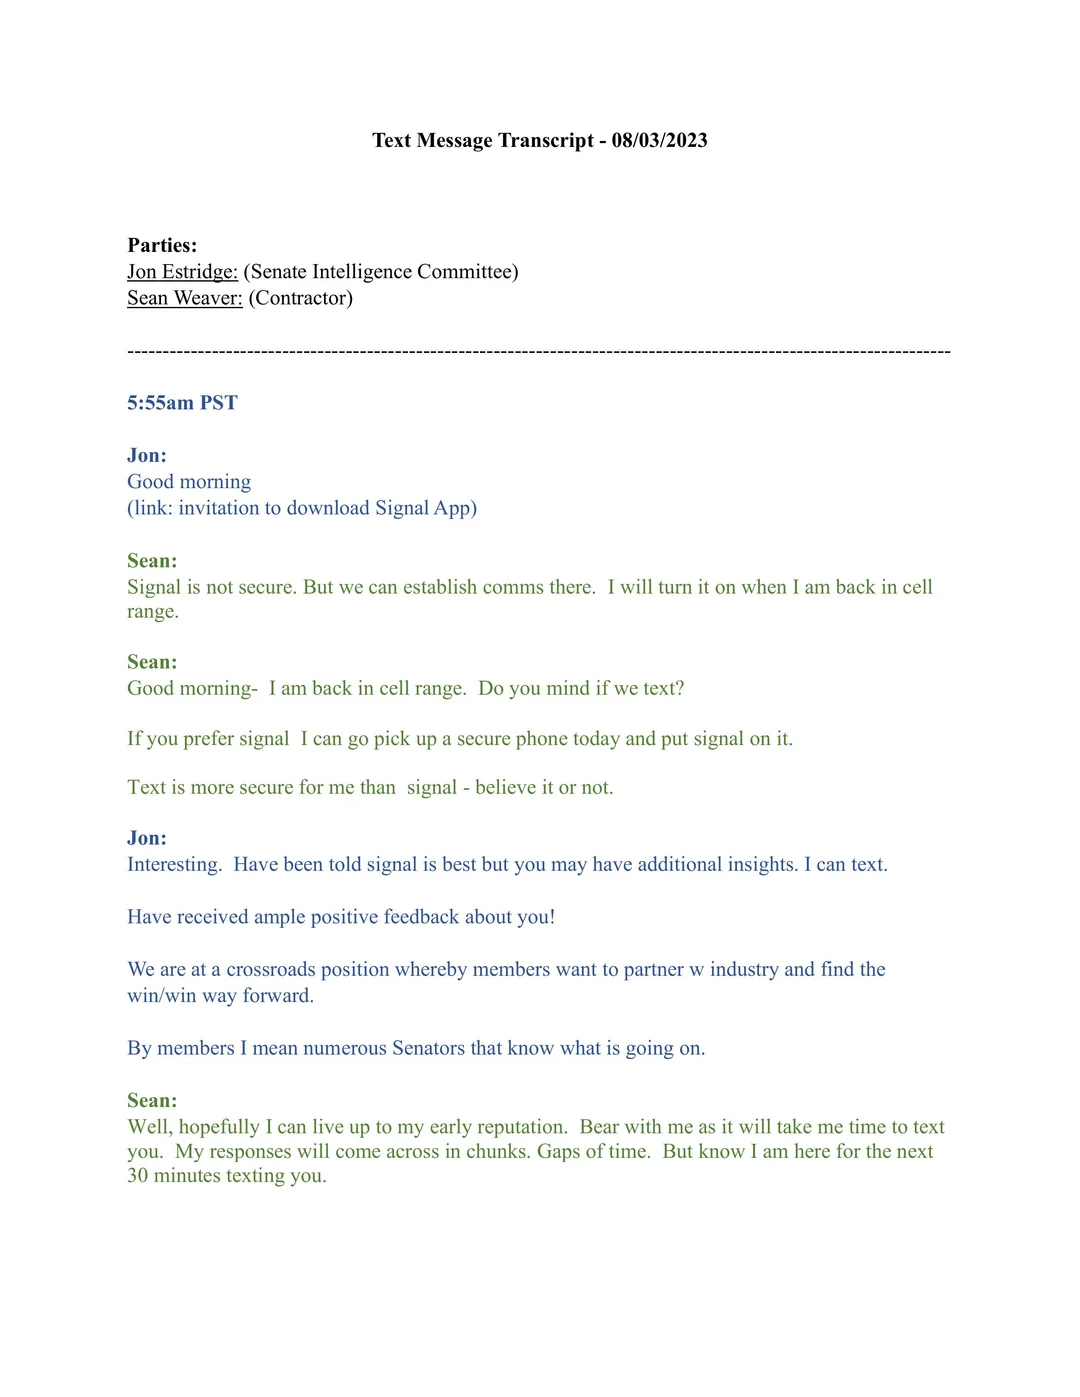 Text Message Transcript - 08/03/2023
Parties:
Jon Estridge: (Senate Intelligence Committee)
Sean Weaver: (Contractor)
---------------------------------------------------------------------------------------------------------------------
5:55am PST
Jon:
Good morning
(link: invitation to download Signal App)
Sean:
Signal is not secure. But we can establish comms there.  I will turn it on when I am back in cell
range.
Sean:
Good morning-  I am back in cell range.  Do you mind if we text?
If you prefer signal  I can go pick up a secure phone today and put signal on it.
Text is more secure for me than  signal - believe it or not.
Jon:
Interesting.  Have been told signal is best but you may have additional insights. I can text.
Have received ample positive feedback about you!
We are at a crossroads position whereby members want to partner w industry and find the
win/win way forward.
By members I mean numerous Senators that know what is going on.
Sean:
Well, hopefully I can live up to my early reputation.  Bear with me as it will take me time to text
you.  My responses will come across in chunks. Gaps of time.  But know I am here for the next
30 minutes texting you.